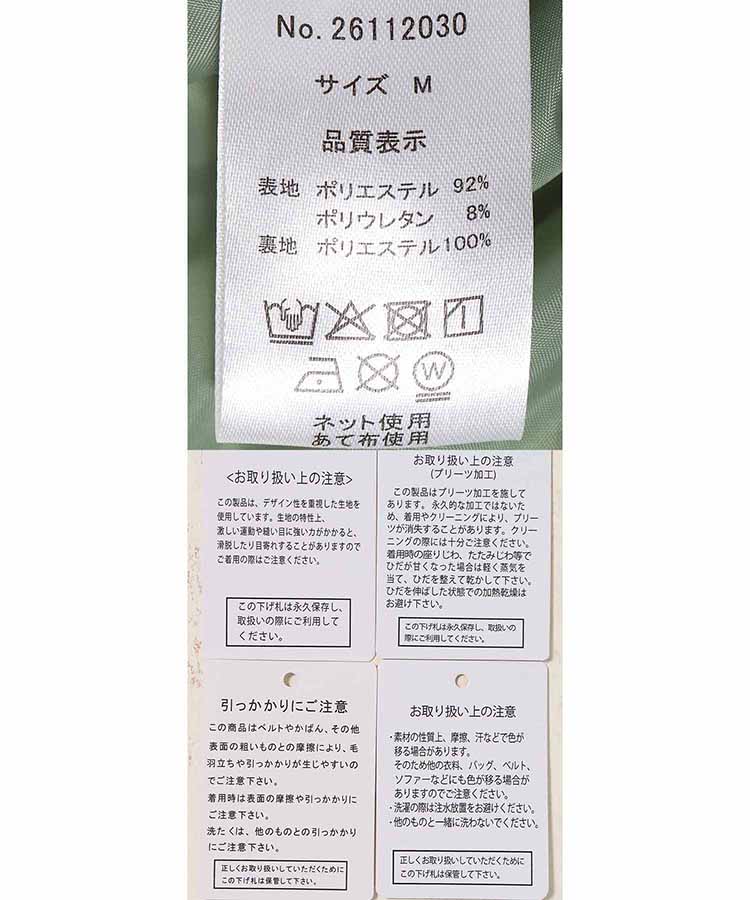 No. 26112030
サイズ M
品質表示
表地 ポリエステル 92%
ポリウレタン 8%
裏地 ポリエステル100%
W
ネット使用
あて布使用
<お取り扱い上の注意>
この製品は、デザイン性を重視した生地を
使用しています。生地の特性上、
激しい運動や縫い目に強い力がかかると、
滑脱したり目寄れすることがありますので
ご着用の際はご注意ください。
この下げ札は永久保存し、
取扱いの際にご利用して
ください。
お取り扱い上の注意
(プリーツ加工)
この製品はプリーツ加工を施して
あります。永久的な加工ではないた
め、着用やクリーニングにより、プリー
ツが消失することがあります。クリー
ニングの際には十分ご注意ください。
着用時の座りじわ、たたみじわ等で
ひだが甘くなった場合は軽く蒸気を
当て、ひだを整えて乾かして下さい。
ひだを伸ばした状態での加熱乾燥は
お避け下さい。
この下げ札は永久保存し、取扱いの
際にご利用してください。
引っかかりにご注意
この商品はベルトやかばん、その他
表面の粗いものとの摩擦により、毛
羽立ちや引っかかりが生じやすいの
でご注意下さい。
着用時は表面の摩擦や引っかかりに
ご注意下さい。
洗たくは、他のものとの引っかかり
にご注意下さい。
正しくお取り扱いしていただくために
この下げ札は保管して下さい。
お取り扱い上の注意
・素材の性質上、摩擦、汗などで色が
移る場合があります。
そのため他の衣料、バッグ、ベルト、
ソファーなどにも色が移る場合が
ありますのでご注意ください。
・洗濯の際は注水放置をお避けください。
・他のものと一緒に洗わないでください。
正しくお取り扱いしていただくために
この下げ札は保管して下さい。